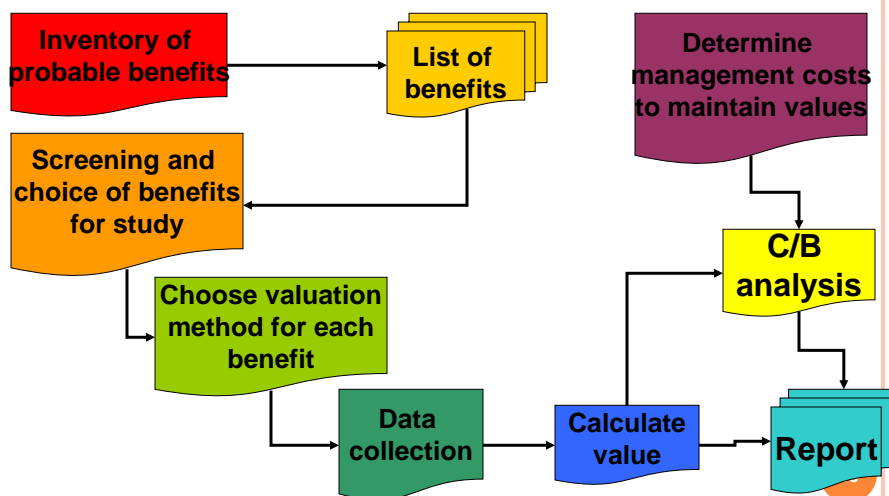 Inventory of
probable benefits
List of
benefits
Determine
management costs
to maintain values
Screening and
choice of benefits
for study
C/B
analysis
Choose valuation
method for each
benefit
Data
collection
Calculate
value
Report